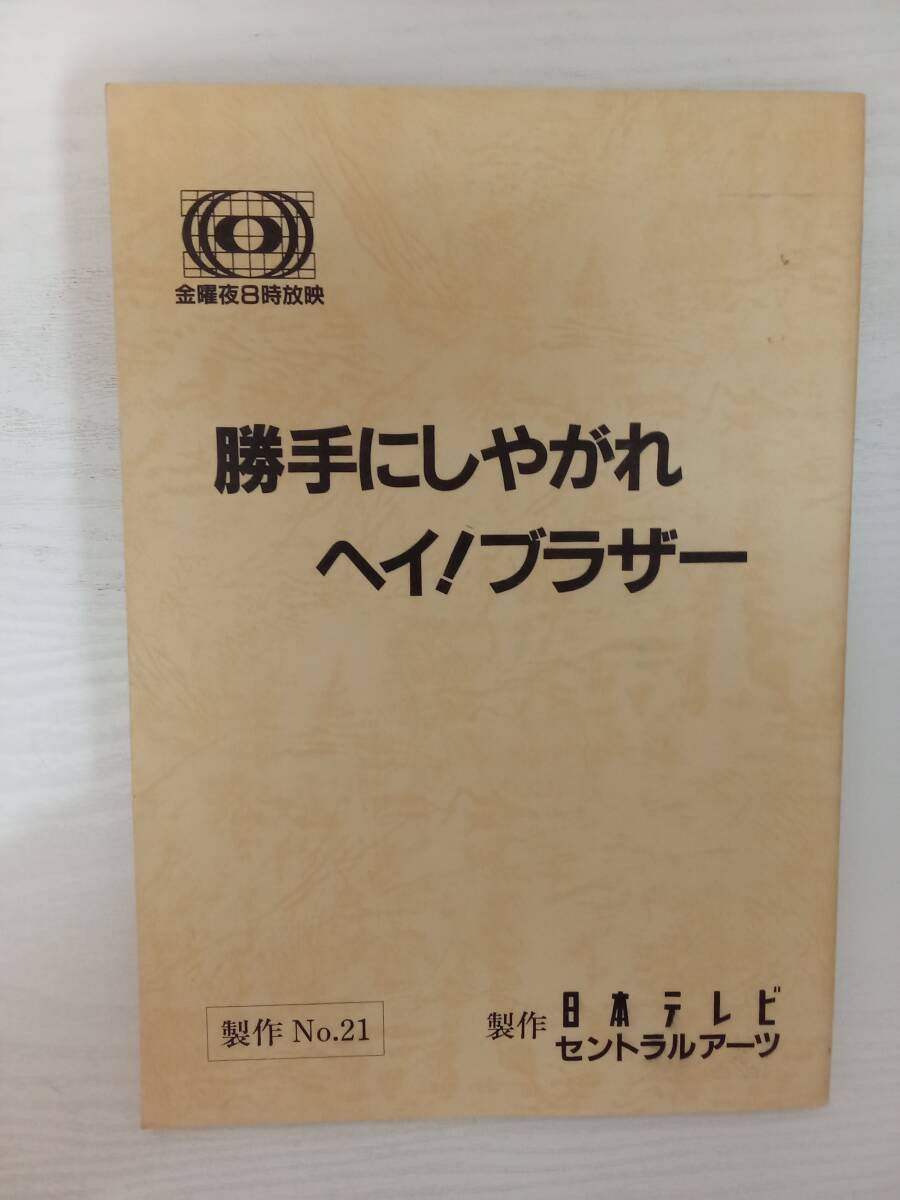 金曜夜8時放映
勝手にしやがれ
ヘイ!ブラザー
製作 No.21
製作 日本テレビ
セントラルアーツ